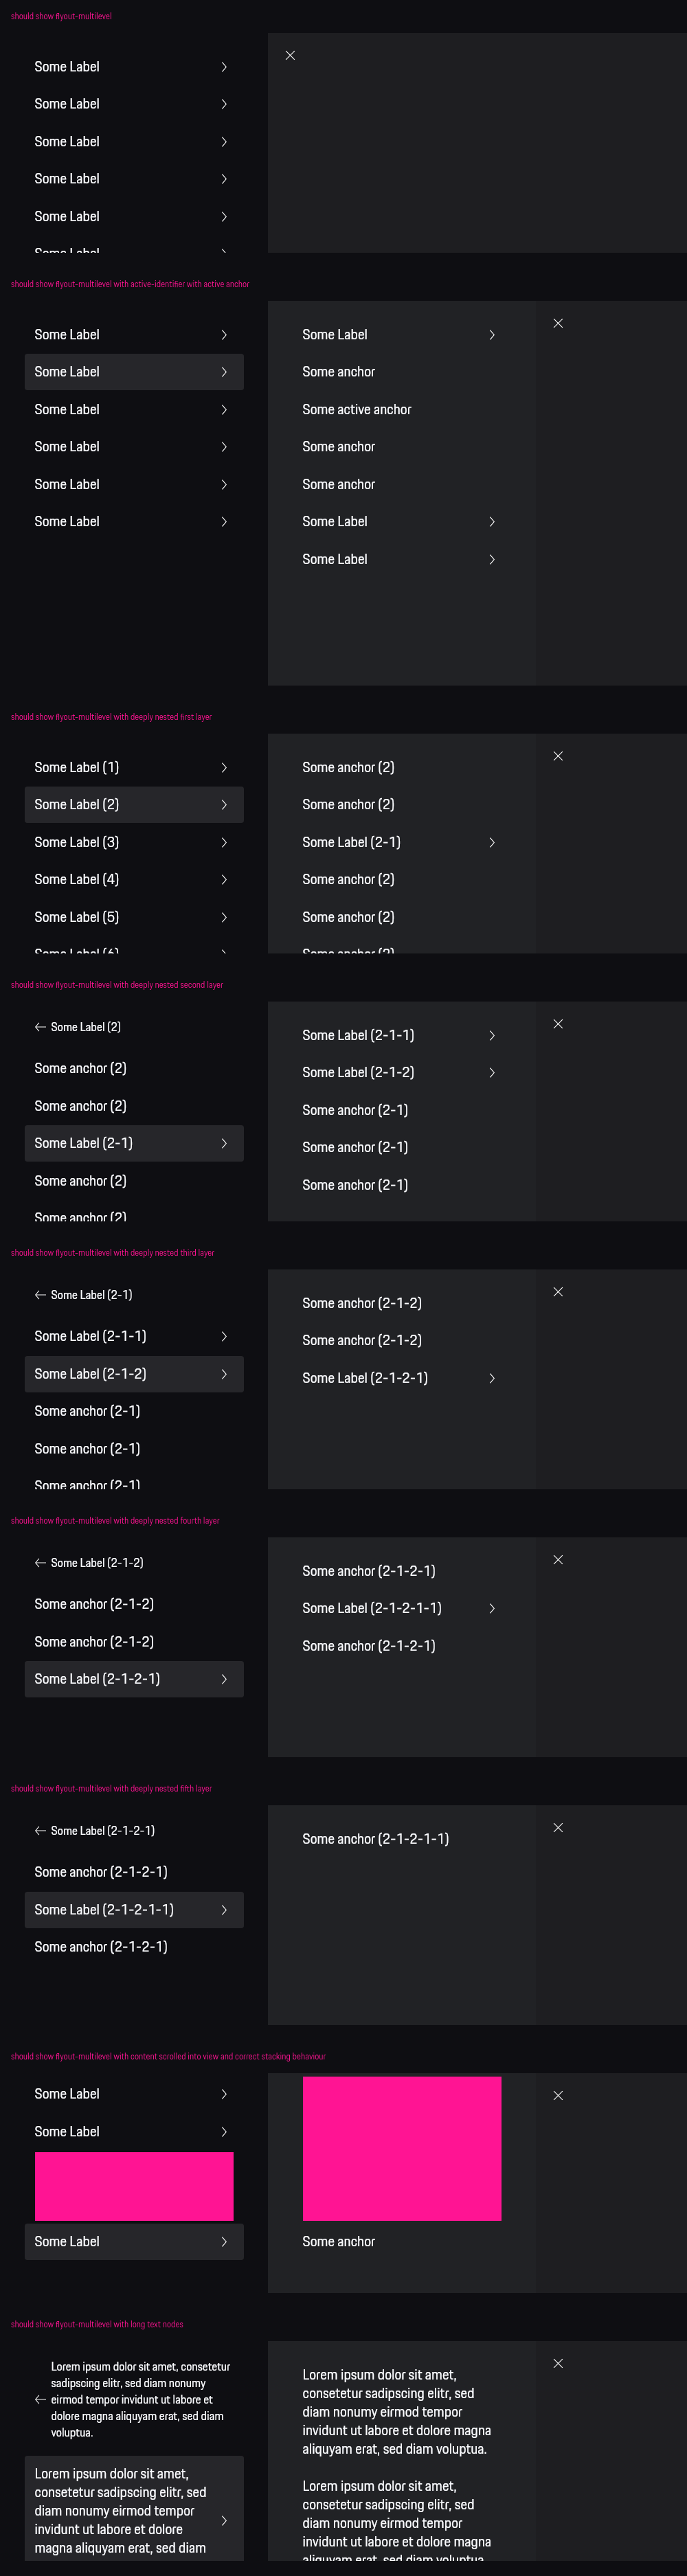 should show flyout-multilevel
Some Label
Some Label
Some Label
Some Label
Some Label
Some Label
should show flyout-multilevel with active-identifier with active anchor
Some Label
Some Label
Some Label
Some Label
Some Label
Some Label
Some Label
Some anchor
Some active anchor
Some anchor
Some anchor
Some Label
Some Label
should show flyout-multilevel with deeply nested first layer
Some Label (1)
Some Label (2)
Some Label (3)
Some Label (4)
Some Label (5)
Some Label (6)
Some anchor (2)
Some anchor (2)
Some Label (2-1)
Some anchor (2)
Some anchor (2)
Some anchor (2)
should show flyout-multilevel with deeply nested second layer
Some Label (2)
Some anchor (2)
Some anchor (2)
Some Label (2-1)
Some anchor (2)
Some anchor (2)
Some Label (2-1-1)
Some Label (2-1-2)
Some anchor (2-1)
Some anchor (2-1)
Some anchor (2-1)
should show flyout-multilevel with deeply nested third layer
Some Label (2-1)
Some Label (2-1-1)
Some Label (2-1-2)
Some anchor (2-1)
Some anchor (2-1)
Some anchor (2-1)
Some anchor (2-1-2)
Some anchor (2-1-2)
Some Label (2-1-2-1)
should show flyout-multilevel with deeply nested fourth layer
Some Label (2-1-2)
Some anchor (2-1-2)
Some anchor (2-1-2)
Some Label (2-1-2-1)
Some anchor (2-1-2-1)
Some Label (2-1-2-1-1)
Some anchor (2-1-2-1)
should show flyout-multilevel with deeply nested fifth layer
Some Label (2-1-2-1)
Some anchor (2-1-2-1)
Some Label (2-1-2-1-1)
Some anchor (2-1-2-1)
Some anchor (2-1-2-1-1)
should show flyout-multilevel with content scrolled into view and correct stacking behaviour
Some Label
Some Label
Some Label
Some anchor
should show flyout-multilevel with long text nodes
Lorem ipsum dolor sit amet, consetetur
sadipscing elitr, sed diam nonumy
eirmod tempor invidunt ut labore et
dolore magna aliquyam erat, sed diam
voluptua.
Lorem ipsum dolor sit amet,
consetetur sadipscing elitr, sed
diam nonumy eirmod tempor
invidunt ut labore et dolore
magna aliquyam erat, sed diam
Lorem ipsum dolor sit amet,
consetetur sadipscing elitr, sed
diam nonumy eirmod tempor
invidunt ut labore et dolore magna
aliquyam erat, sed diam voluptua.
Lorem ipsum dolor sit amet,
consetetur sadipscing elitr, sed
diam nonumy eirmod tempor
invidunt ut labore et dolore magna
aliquyam erat, sed diam voluptua.